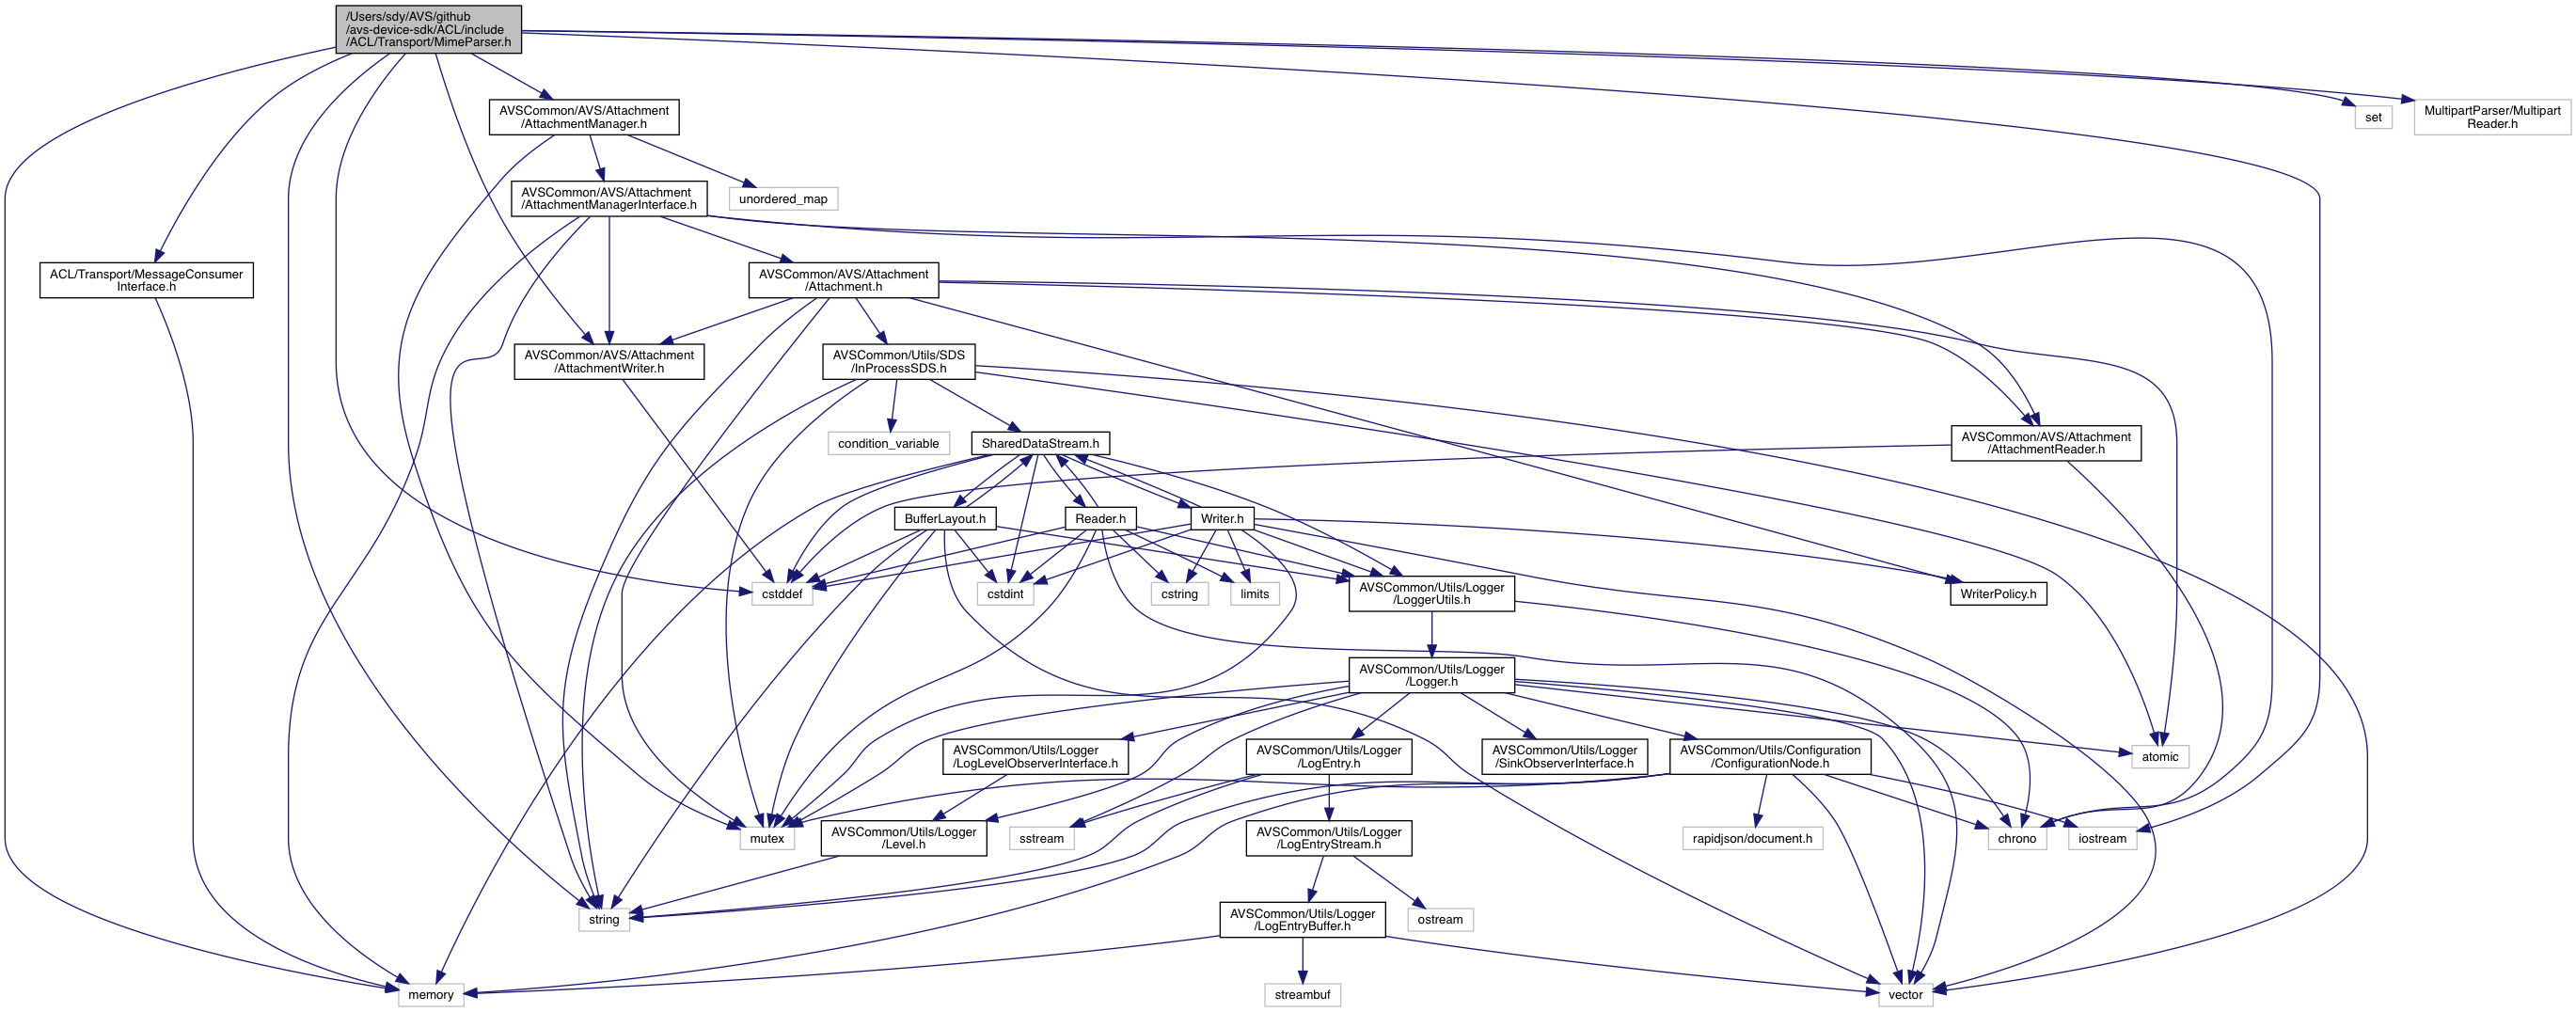 /Users/sdy/AVS/github
/avs-device-sdk/ACL/include
/ACL/Transport/MimeParser.h
AVSCommon/AVS/Attachment
/AttachmentManager.h
set
MultipartParser/Multipart
Reader.h
AVSCommon/AVS/Attachment
/AttachmentManagerInterface.h
unordered_map
ACL/Transport/MessageConsumer
Interface.h
AVSCommon/AVS/Attachment
/Attachment.h
AVSCommon/AVS/Attachment
/AttachmentWriter.h
AVSCommon/Utils/SDS
/InProcessSDS.h
condition_variable
SharedDataStream.h
AVSCommon/AVS/Attachment
/AttachmentReader.h
BufferLayout.h
Reader.h
Writer.h
cstddef
cstdint
cstring
limits
AVSCommon/Utils/Logger
/LoggerUtils.h
WriterPolicy.h
AVSCommon/Utils/Logger
/Logger.h
AVSCommon/Utils/Logger
/LogLevelObserverInterface.h
AVSCommon/Utils/Logger
/LogEntry.h
AVSCommon/Utils/Logger
/SinkObserverInterface.h
AVSCommon/Utils/Configuration
/ConfigurationNode.h
atomic
mutex
AVSCommon/Utils/Logger
/Level.h
sstream
AVSCommon/Utils/Logger
/LogEntryStream.h
rapidjson/document.h
chrono
iostream
string
AVSCommon/Utils/Logger
/LogEntryBuffer.h
ostream
memory
streambuf
vector